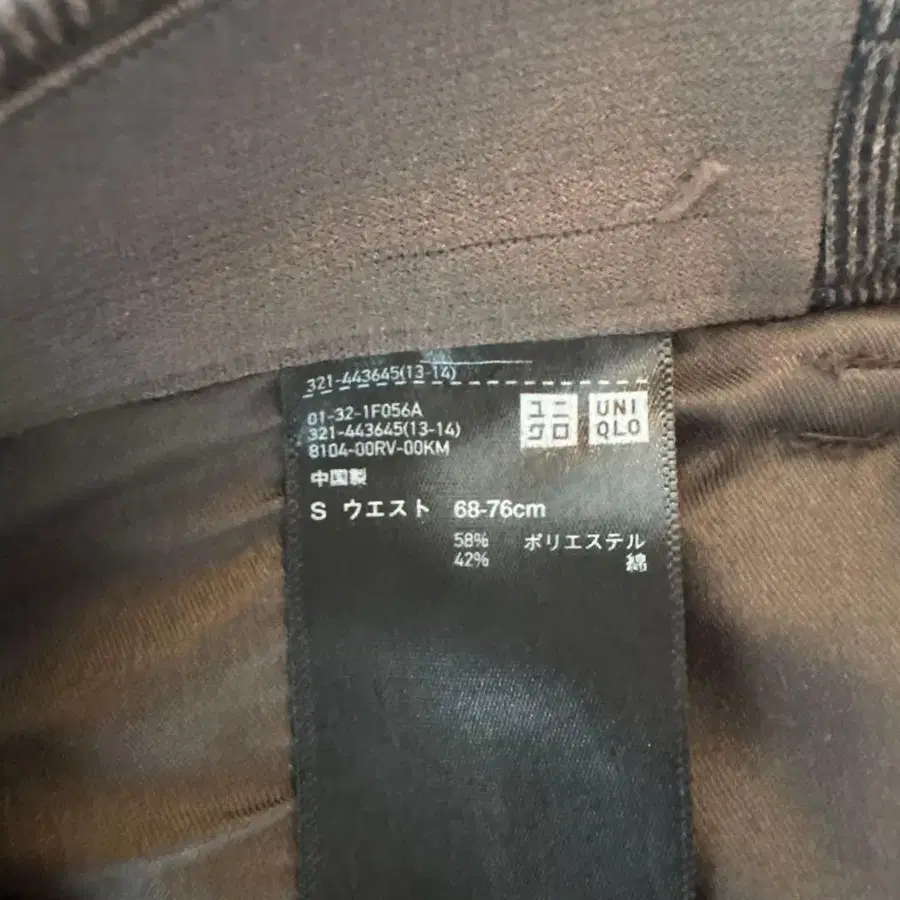 321-443645(13-14)
01-32-1F056A
321-443645(13-14)
8104-00RV-00KM
ユニ
クロ
UNI
QLO
中国製
S ウエスト 68-76cm
58% ポリエステル
42% 綿